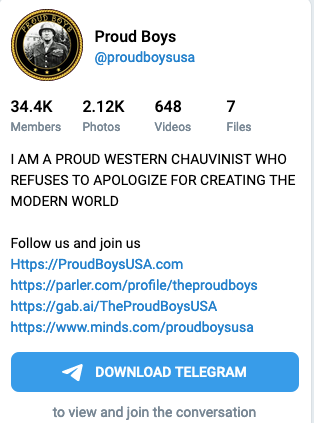 PROUD BOYS
Proud Boys
@proudboysusa
34.4K 2.12K 648 7
Members Photos Videos Files
I AM A PROUD WESTERN CHAUVINIST WHO
REFUSES TO APOLOGIZE FOR CREATING THE
MODERN WORLD
Follow us and join us
Https://ProudBoysUSA.com
https://parler.com/profile/theproudboys
https://gab.ai/TheProudBoysUSA
https://www.minds.com/proudboysusa
DOWNLOAD TELEGRAM
to view and join the conversation